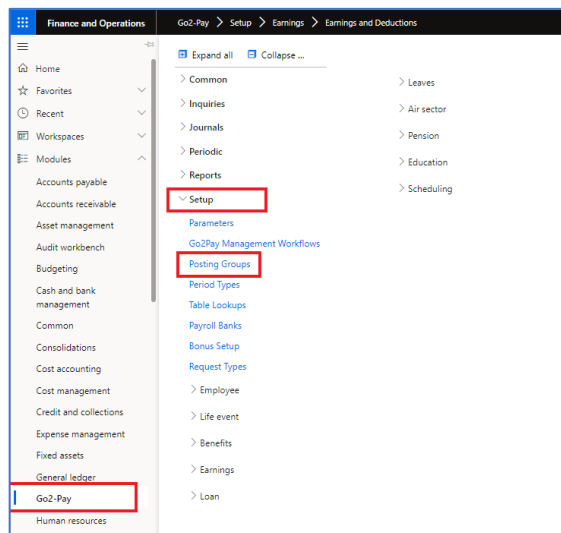 Finance and Operations
Go2-Pay > Setup > Earnings > Earnings and Deductions
Expand all
Collapse ...
Home
Favorites
Recent
Workspaces
Modules
Accounts payable
Accounts receivable
Asset management
Audit workbench
Budgeting
Cash and bank
management
Common
Consolidations
Cost accounting
Cost management
Credit and collections
Expense management
Fixed assets
General ledger
Go2-Pay
Human resources
Common
Inquiries
Journals
Periodic
Reports
Setup
Parameters
Go2Pay Management Workflows
Posting Groups
Period Types
Table Lookups
Payroll Banks
Bonus Setup
Request Types
Employee
Life event
Benefits
Earnings
Loan
Leaves
Air sector
Pension
Education
Scheduling